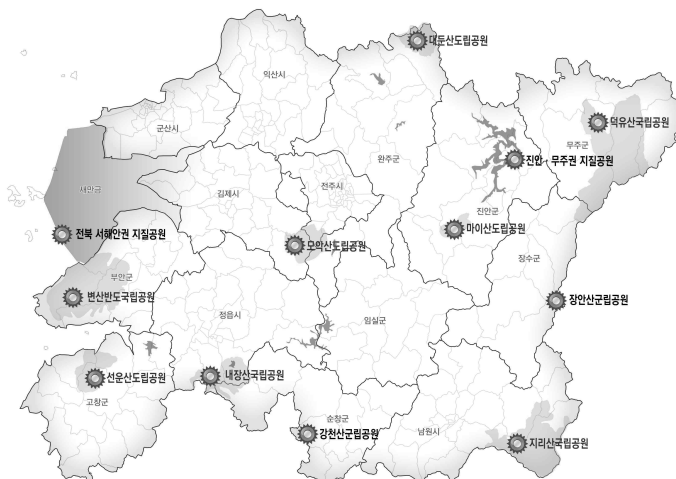 대둔산도립공원
익산시
덕유산국립공원
군산시
무주군
완주군
진안 · 무주권 지질공원
새만금
김제시
전주시
진안군
마이산도립공원
전북 서해안권 지질공원
모악산도립공원
장수군
부안군
변산반도국립공원
장안산군립공원
정읍시
임실군
내장산국립공원
선운산도립공원
고창군
순창군
남원시
강천산군립공원
지리산국립공원